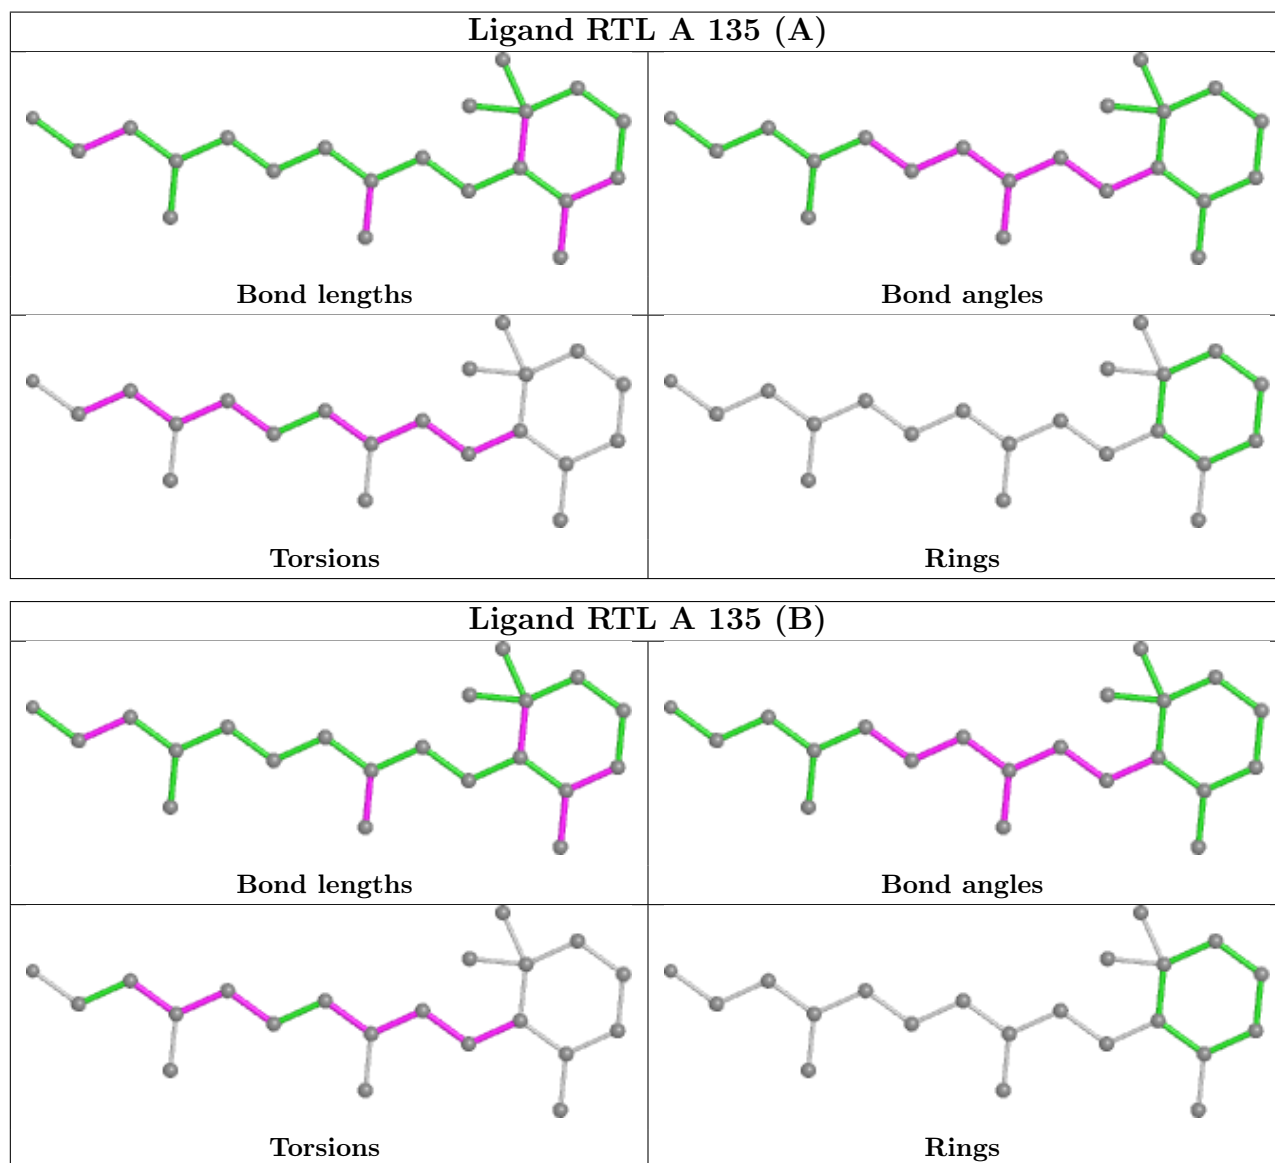 Ligand RTL A 135 (A)
Bond lengths
Bond angles
Torsions
Rings
Ligand RTL A 135 (B)
Bond lengths
Bond angles
Torsions
Rings